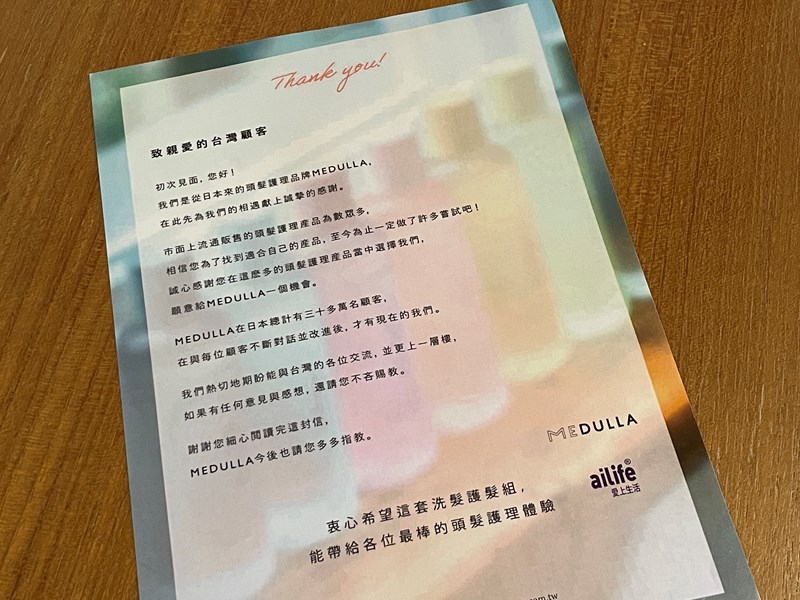 Thank you!
致親愛的台灣顧客
初次見面，您好！
我們是從日本來的頭髮護理品牌MEDULLA，
在此先為我們的相遇獻上誠摯的感謝。
市面上流通販售的頭髮護理產品為數眾多，
相信您為了找到適合自己的產品，至今為止一定做了許多嘗試吧！
誠心感謝您在這麽多的頭髮護理產品當中選擇我們，
願意給MEDULLA一個機會。
MEDULLA在日本總計有三十多萬名顧客，
在與每位顧客不斷對話並改進後，才有現在的我們。
我們熱切地期盼能與台灣的各位交流，並更上一層樓，
如果有任何意見與感想，還請您不吝賜教。
謝謝您細心閱讀完這封信，
MEDULLA今後也請您多多指教。
MEDULLA
ailife®
愛上生活
衷心希望這套洗髮護髮組，
能帶給各位最棒的頭髮護理體驗
.com.tw